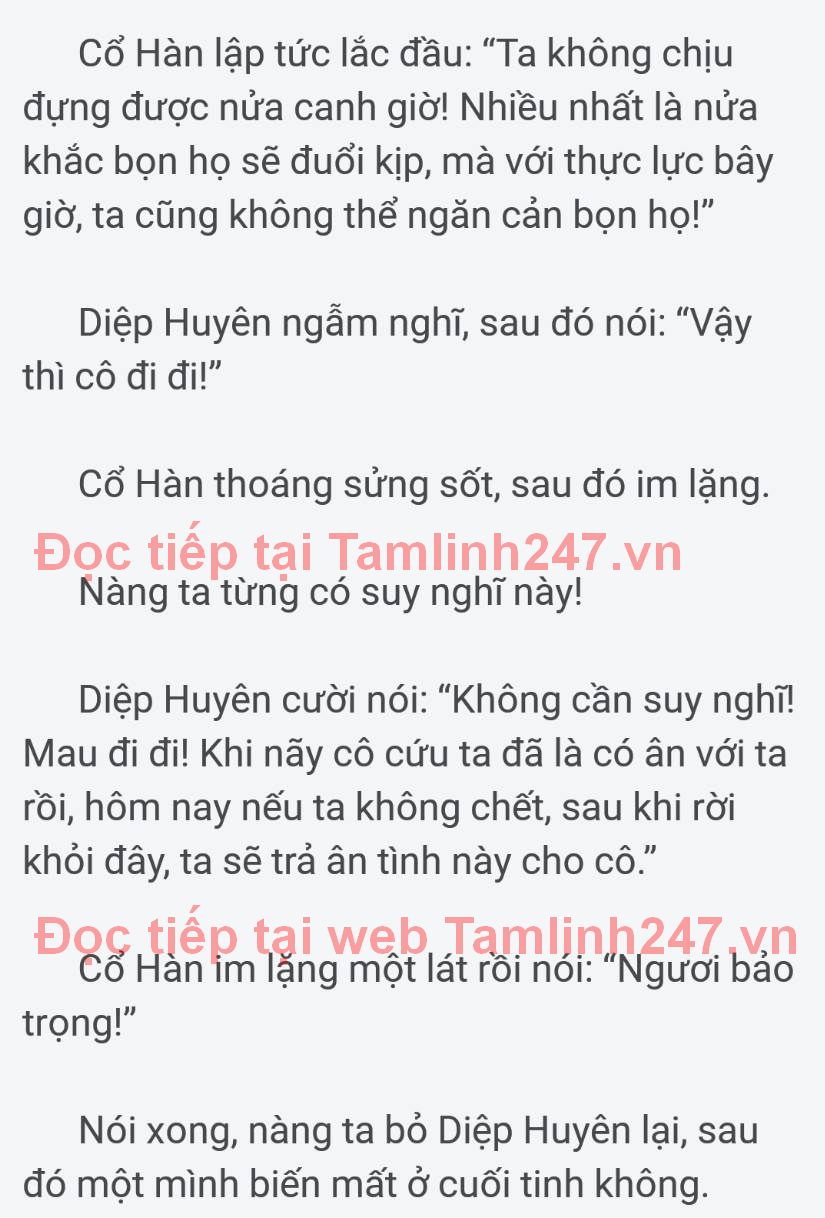 Cổ Hàn lập tức lắc đầu: “Ta không chịu
đựng được nửa canh giờ! Nhiều nhất là nửa
khắc bọn họ sẽ đuổi kịp, mà với thực lực bây
giờ, ta cũng không thể ngăn cản bọn họ!”
Diệp Huyên ngẫm nghĩ, sau đó nói: “Vậy
thì cô đi đi!”
Cổ Hàn thoáng sửng sốt, sau đó im lặng.
Đọc tiếp tại Tamlinh247.vn
Nàng ta từng có suy nghĩ này!
Diệp Huyên cười nói: “Không cần suy nghĩ!
Mau đi đi! Khi nãy cô cứu ta đã là có ân với ta
rồi, hôm nay nếu ta không chết, sau khi rời
khỏi đây, ta sẽ trả ân tình này cho cô.”
Đọc tiếp tại web Tamlinh247.vn
Cổ Hàn im lặng một lát rồi nói: “Ngươi bảo
trọng!”
Nói xong, nàng ta bỏ Diệp Huyên lại, sau
đó một mình biến mất ở cuối tinh không.